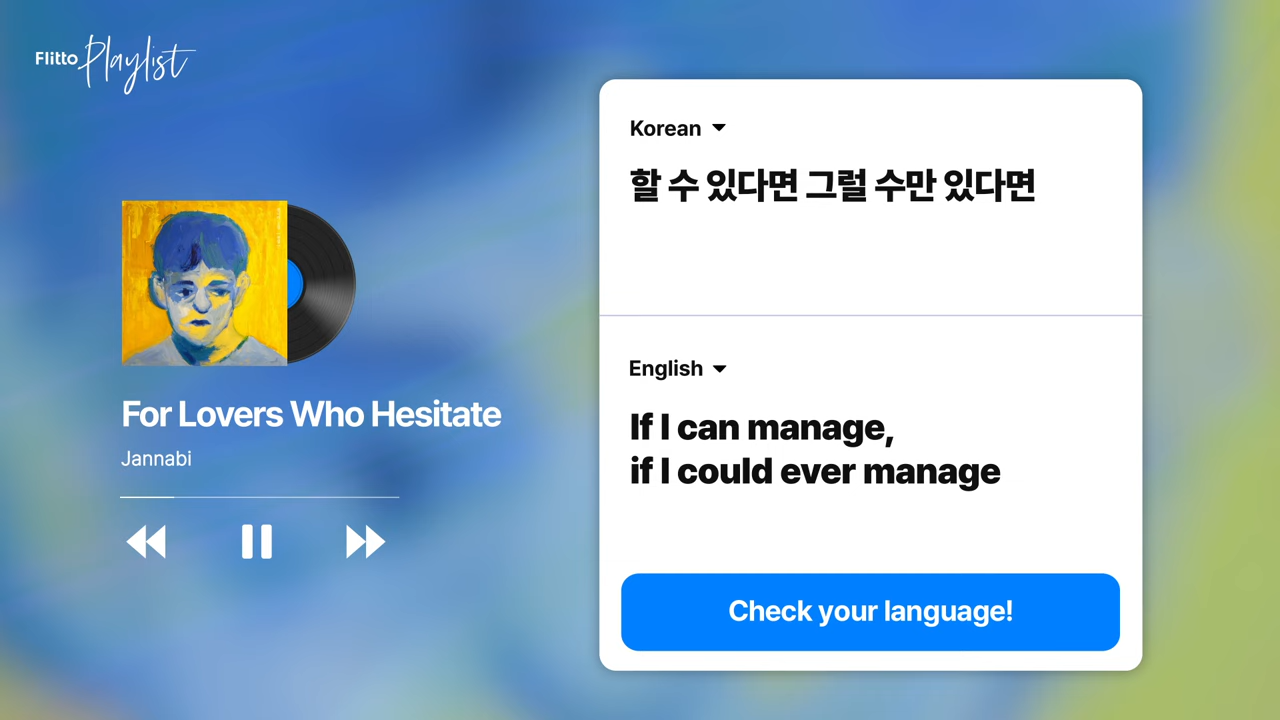 Flitto Playlist
For Lovers Who Hesitate
Jannabi
Korean
할 수 있다면 그럴 수만 있다면
English
If I can manage,
if I could ever manage
Check your language!